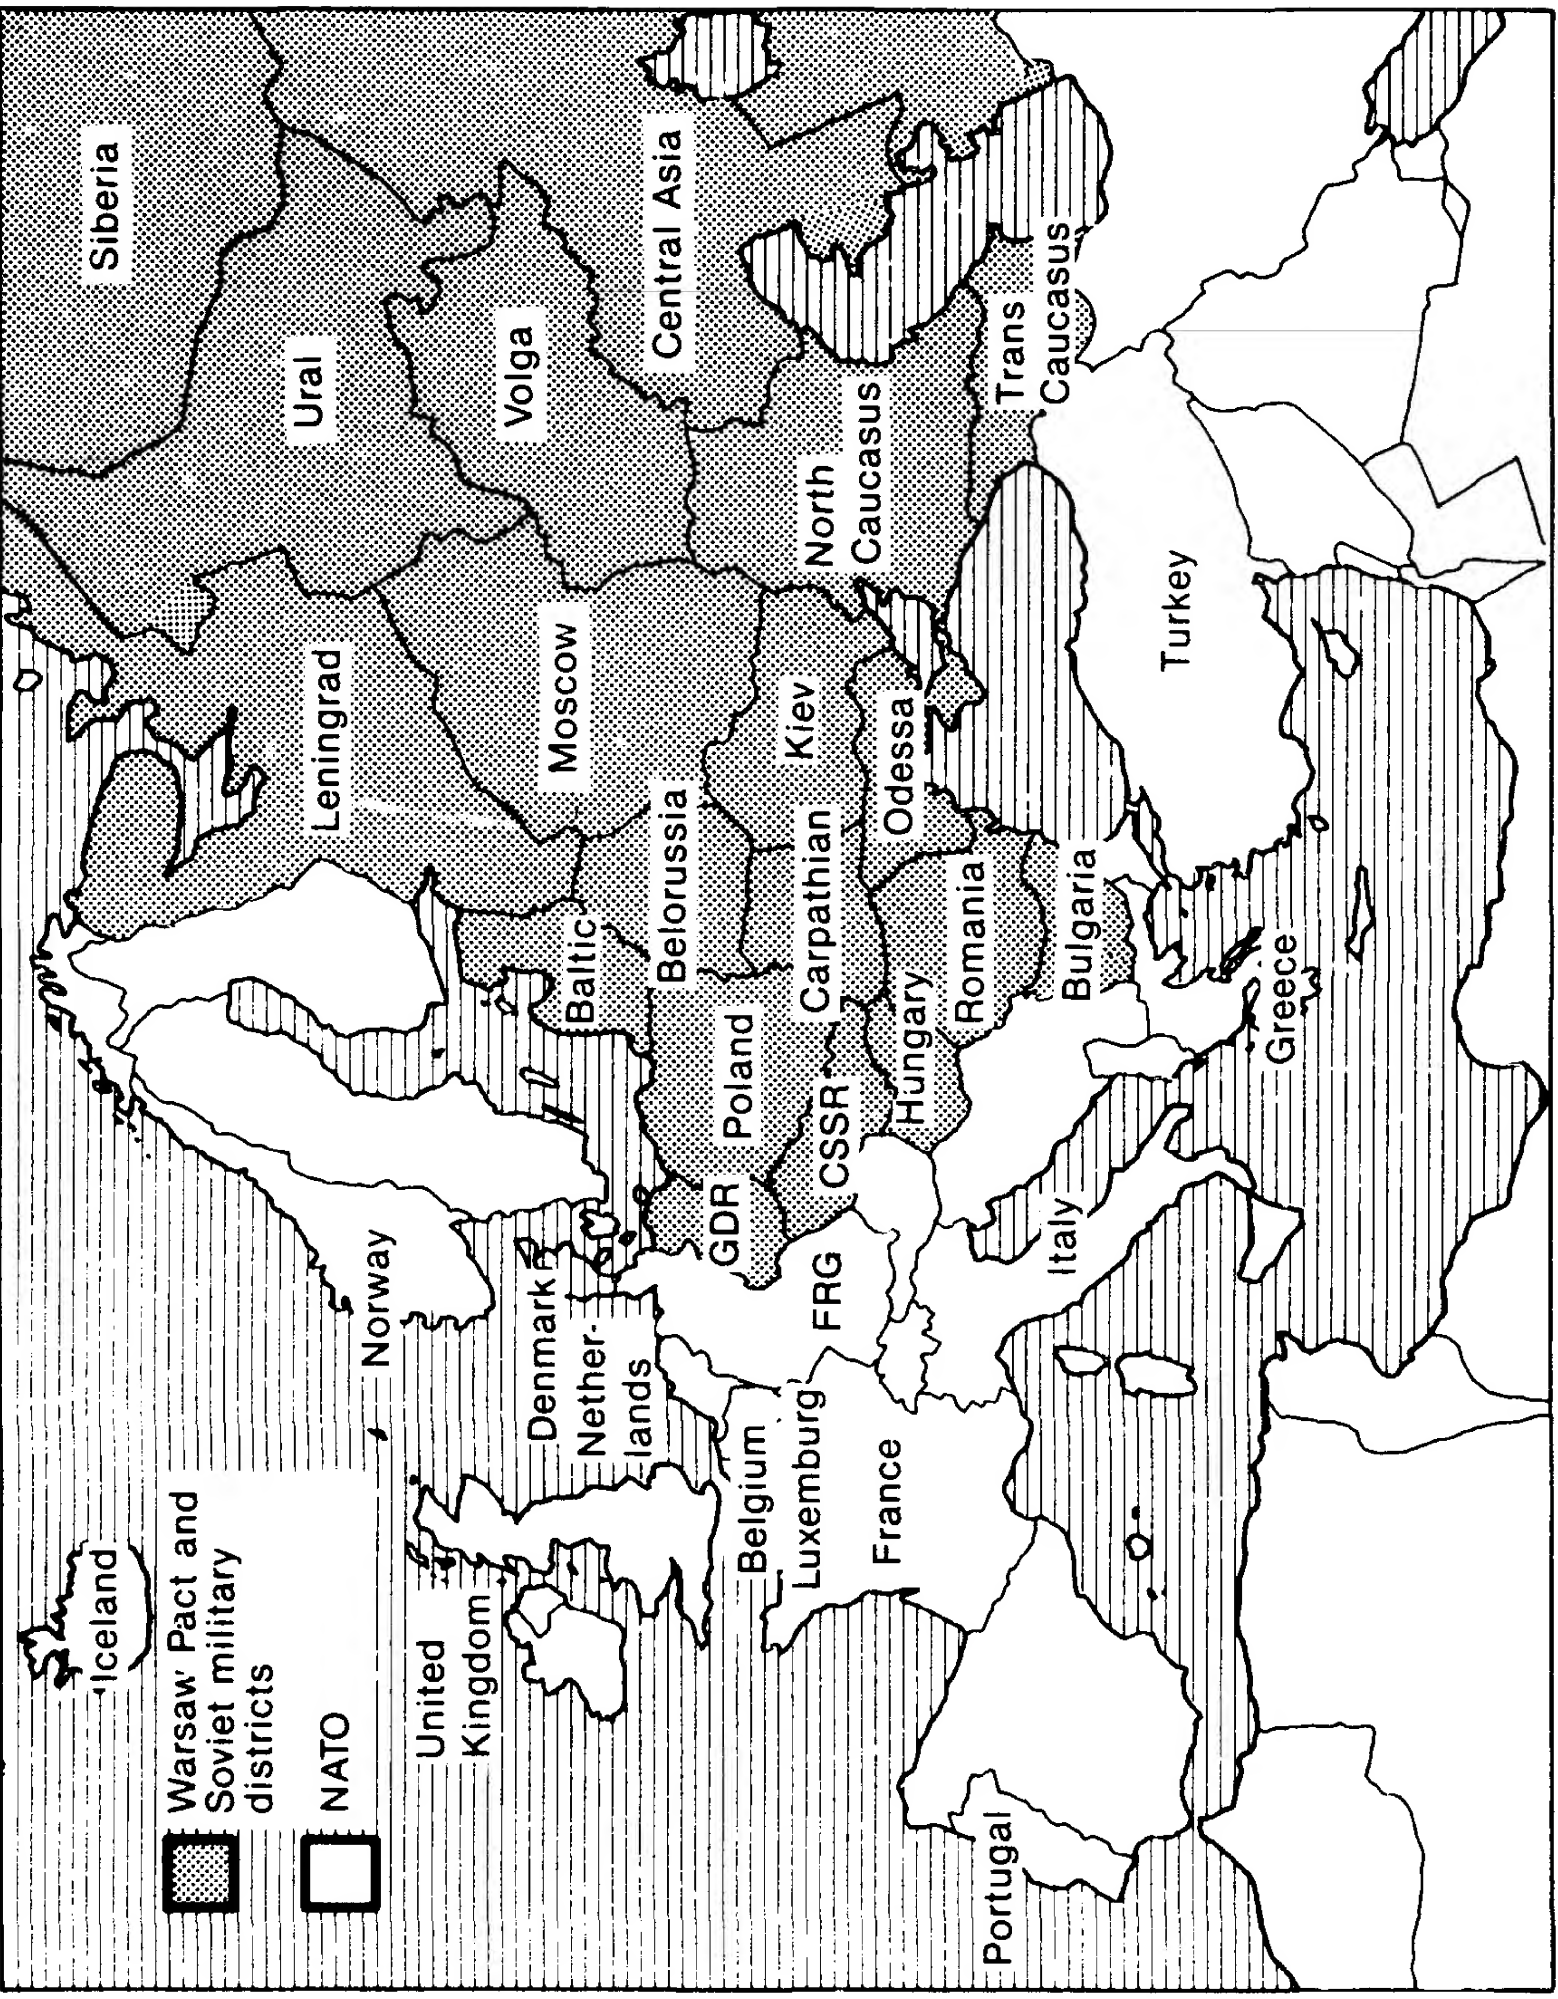 Iceland
Warsaw Pact and
Soviet military
districts
NATO
Norway
United
Kingdom
Denmark
Nether-
lands
Belgium
Luxemburg
France
FRG
Portugal
Italy
Greece
Turkey
GDR
Poland
CSSR
Hungary
Romania
Bulgaria
Baltic
Belorussia
Carpathian
Odessa
Kiev
Leningrad
Moscow
North
Caucasus
Trans
Caucasus
Volga
Ural
Central Asia
Siberia